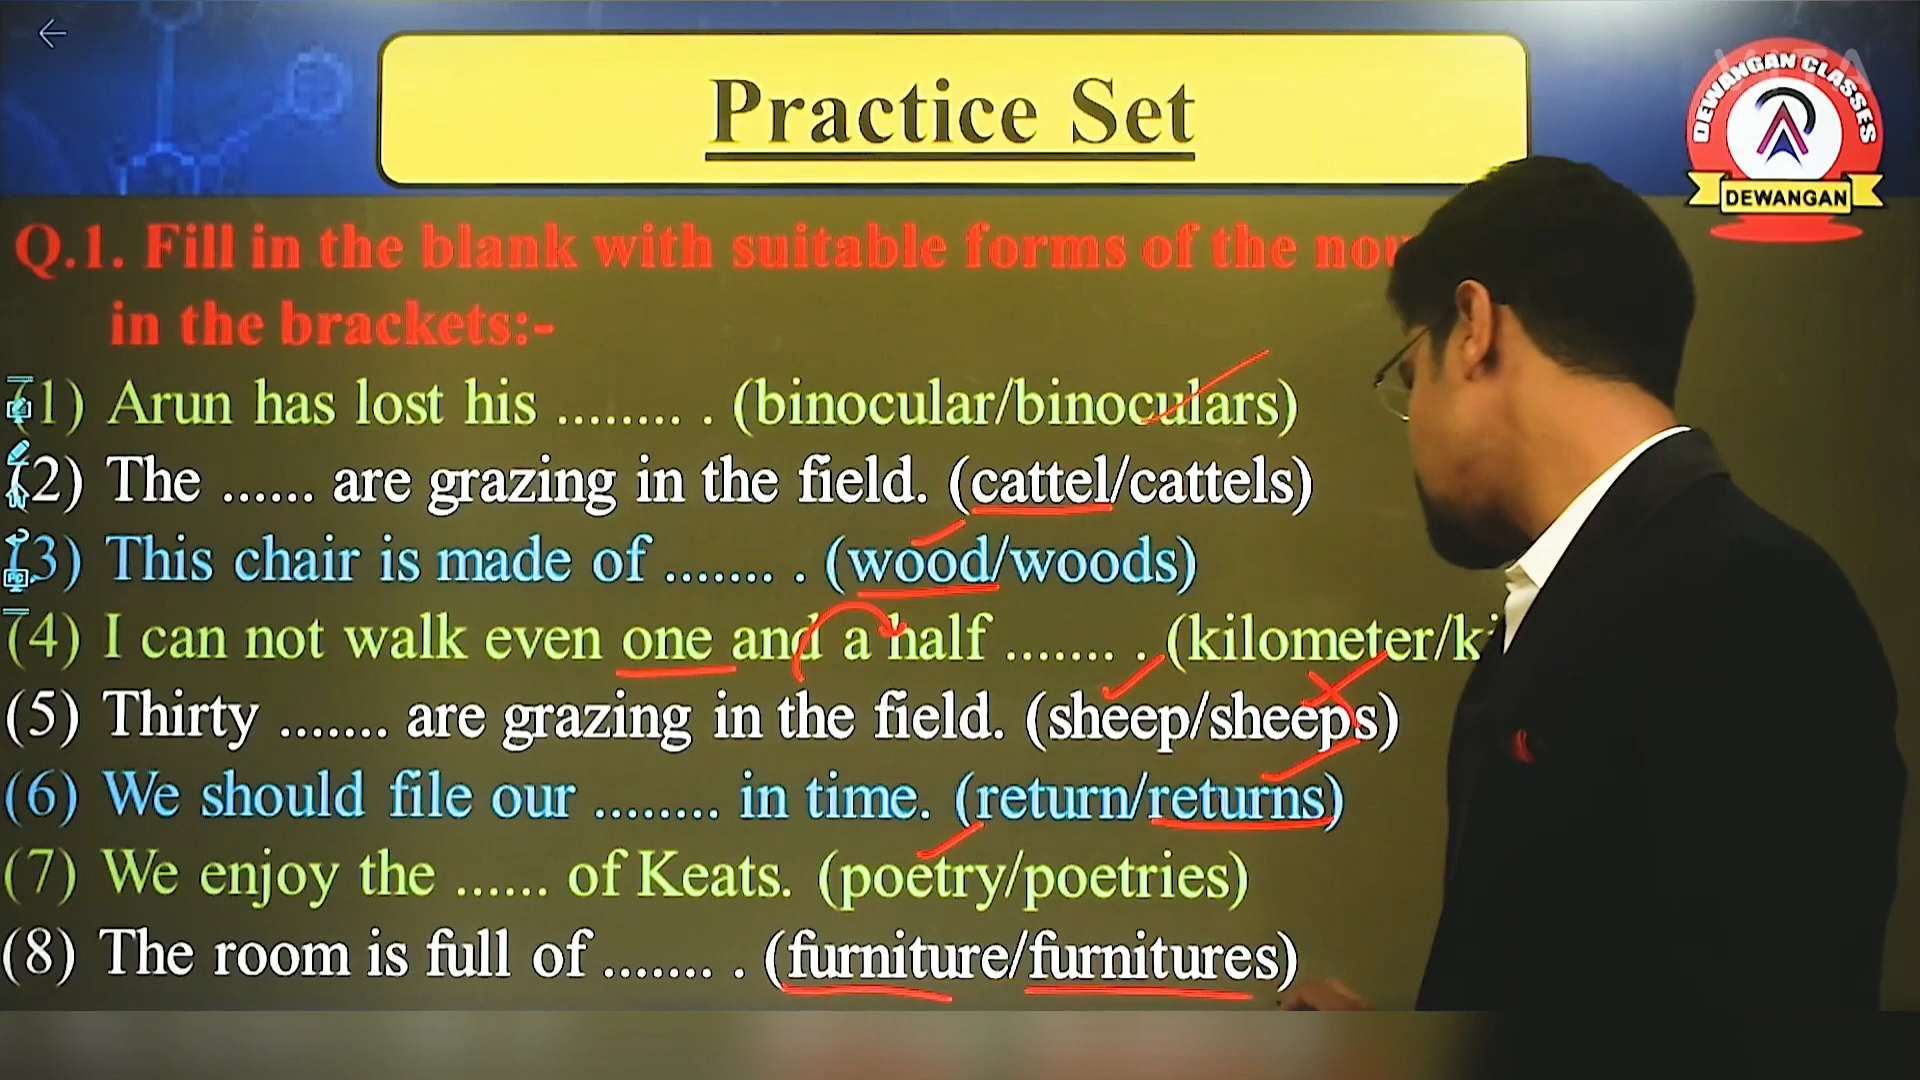 VITA
DEWANGAN CLASSES
DEWANGAN
Practice Set
Q.1. Fill in the blank with suitable forms of the
in the brackets:-
(1) Arun has lost his ........ . (binocular/binoculars)
(2) The ...... are grazing in the field. (cattel/cattels)
(3) This chair is made of ....... . (wood/woods)
(4) I can not walk even one and a half ....... . (kilometer/
(5) Thirty ....... are grazing in the field. (sheep/sheeps)
(6) We should file our ........ in time. (return/returns)
(7) We enjoy the ...... of Keats. (poetry/poetries)
(8) The room is full of ....... . (furniture/furnitures)